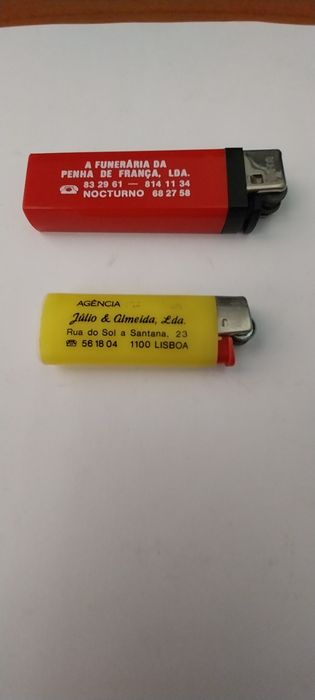 A FUNERÁRIA DA
PENHA DE FRANÇA, LDA.
☎ 83 29 61 — 814 11 34
NOCTURNO 68 27 58
AGÊNCIA
Júlio & Almeida, Lda.
Rua do Sol a Santana, 23
☎ 56 18 04 1100 LISBOA